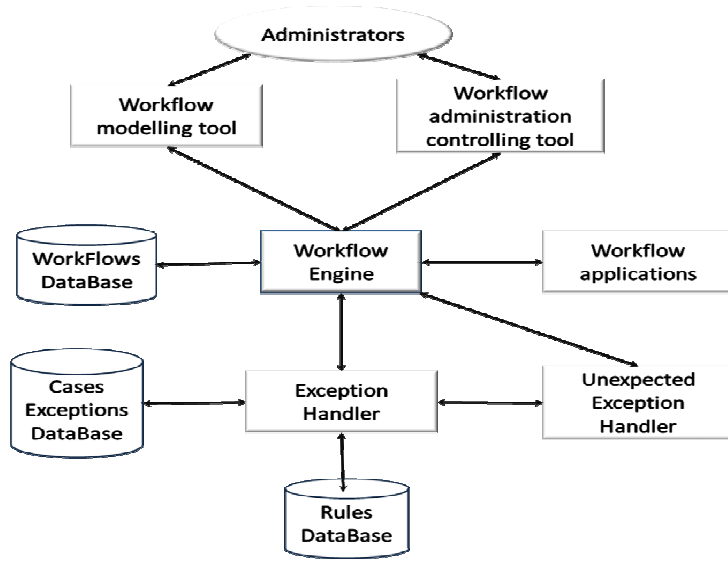 Administrators
Workflow
modelling tool
Workflow
administration
controlling tool
WorkFlows
DataBase
Workflow
Engine
Workflow
applications
Cases
Exceptions
DataBase
Exception
Handler
Unexpected
Exception
Handler
Rules
DataBase